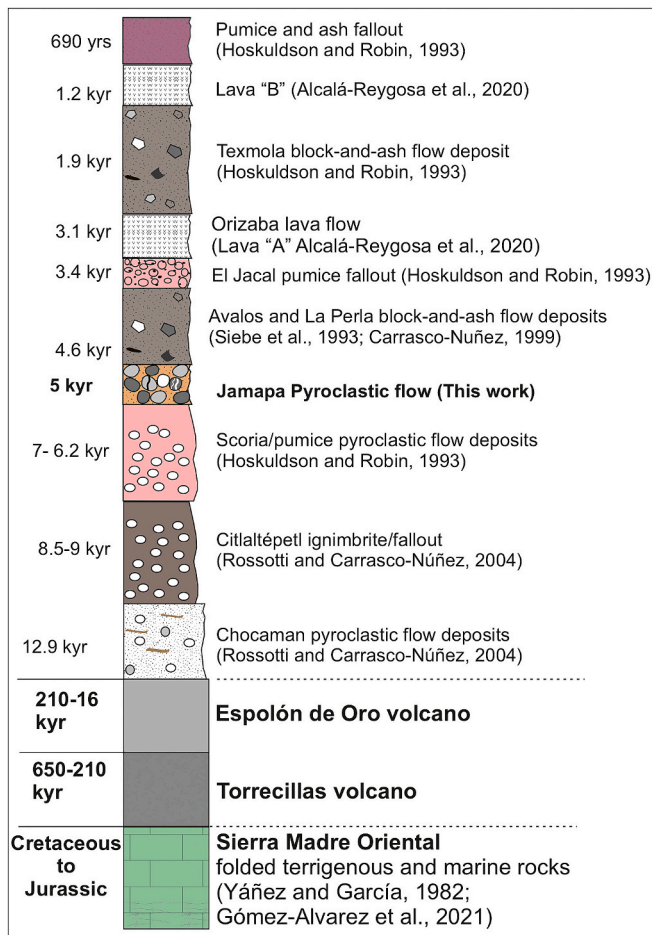 690 yrs
Pumice and ash fallout
(Hoskuldson and Robin, 1993)
1.2 kyr
Lava “B” (Alcalá-Reygosa et al., 2020)
1.9 kyr
Texmola block-and-ash flow deposit
(Hoskuldson and Robin, 1993)
3.1 kyr
Orizaba lava flow
(Lava “A” Alcalá-Reygosa et al., 2020)
3.4 kyr
El Jacal pumice fallout (Hoskuldson and Robin, 1993)
Avalos and La Perla block-and-ash flow deposits
(Siebe et al., 1993; Carrasco-Nuñez, 1999)
4.6 kyr
5 kyr
Jamapa Pyroclastic flow (This work)
7- 6.2 kyr
Scoria/pumice pyroclastic flow deposits
(Hoskuldson and Robin, 1993)
8.5-9 kyr
Citlaltépetl ignimbrite/fallout
(Rossotti and Carrasco-Núñez, 2004)
12.9 kyr
Chocaman pyroclastic flow deposits
(Rossotti and Carrasco-Núñez, 2004)
210-16
kyr
Espolón de Oro volcano
650-210
kyr
Torrecillas volcano
Cretaceous
to
Jurassic
Sierra Madre Oriental
folded terrigenous and marine rocks
(Yáñez and García, 1982;
Gómez-Alvarez et al., 2021)